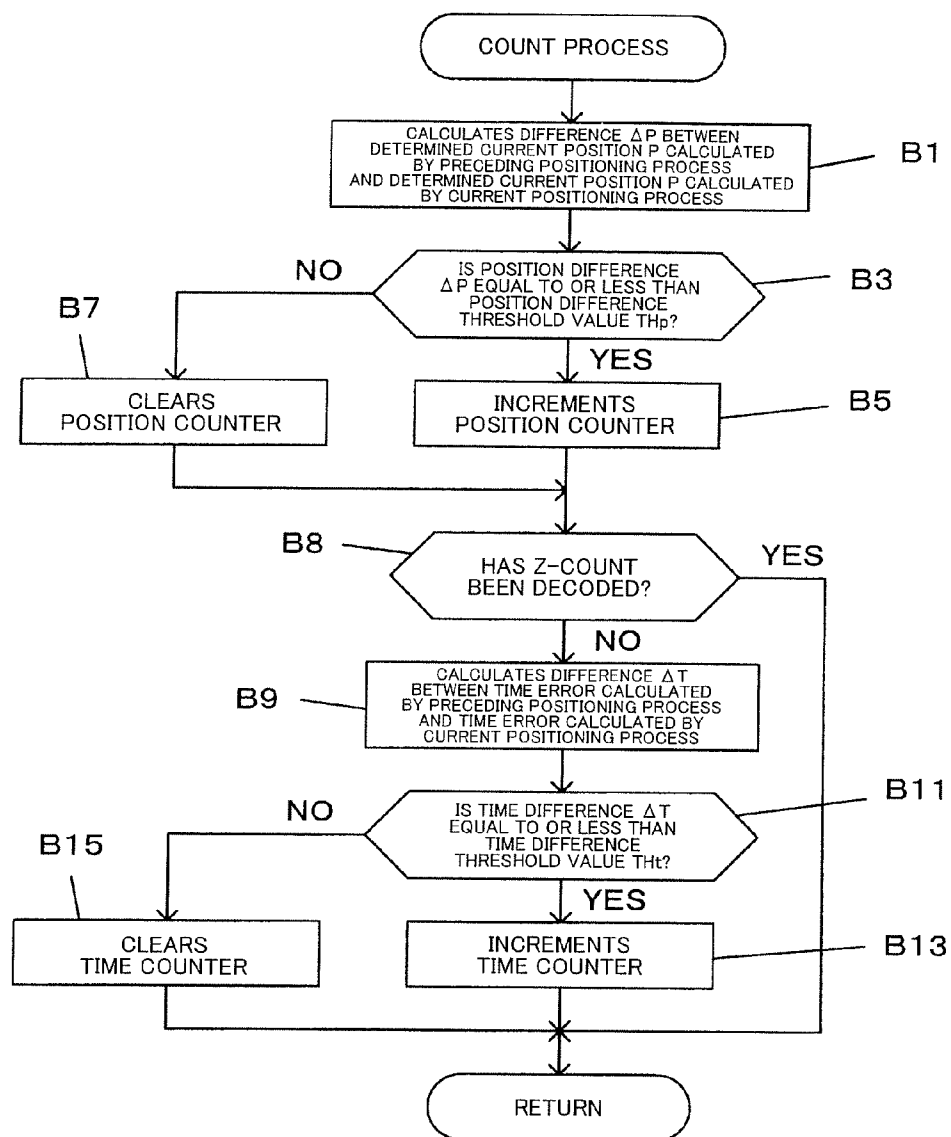 COUNT PROCESS
CALCULATES DIFFERENCE ΔP BETWEEN
DETERMINED CURRENT POSITION P CALCULATED
BY PRECEDING POSITIONING PROCESS
AND DETERMINED CURRENT POSITION P CALCULATED
BY CURRENT POSITIONING PROCESS
B1
IS POSITION DIFFERENCE
ΔP EQUAL TO OR LESS THAN
POSITION DIFFERENCE
THRESHOLD VALUE THp?
B3
NO
YES
B7
CLEARS
POSITION COUNTER
INCREMENTS
POSITION COUNTER
B5
B8
HAS Z-COUNT
BEEN DECODED?
YES
NO
B9
CALCULATES DIFFERENCE ΔT
BETWEEN TIME ERROR CALCULATED
BY PRECEDING POSITIONING PROCESS
AND TIME ERROR CALCULATED BY
CURRENT POSITIONING PROCESS
B11
IS TIME DIFFERENCE ΔT
EQUAL TO OR LESS THAN
TIME DIFFERENCE
THRESHOLD VALUE THt?
NO
YES
B15
CLEARS
TIME COUNTER
INCREMENTS
TIME COUNTER
B13
RETURN